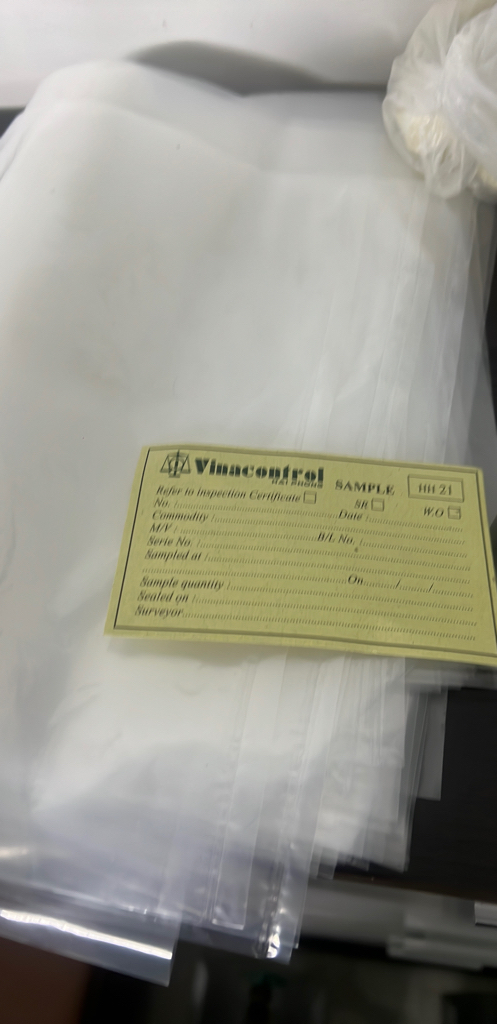 Vinacontrol
HAI PHONG
SAMPLE
HH 21
Refer to inspection Certificate SR W.O
No. Date :
Commodity :
M/V : B/L No.
Serie No. :
Sampled at :
On / /
Sample quantity :
Sealed on :
Surveyor